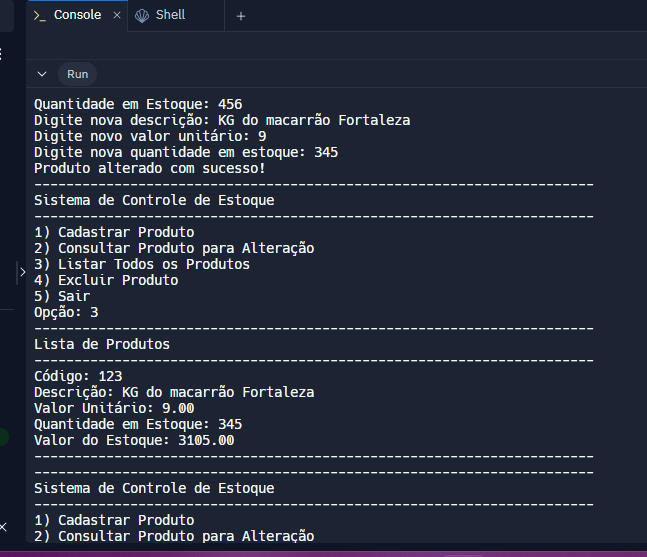 Console
Shell
Run
Quantidade em Estoque: 456
Digite nova descrição: KG do macarrão Fortaleza
Digite novo valor unitário: 9
Digite nova quantidade em estoque: 345
Produto alterado com sucesso!
----------------------------------------------------------------------
Sistema de Controle de Estoque
----------------------------------------------------------------------
1) Cadastrar Produto
2) Consultar Produto para Alteração
3) Listar Todos os Produtos
4) Excluir Produto
5) Sair
Opção: 3
----------------------------------------------------------------------
Lista de Produtos
----------------------------------------------------------------------
Código: 123
Descrição: KG do macarrão Fortaleza
Valor Unitário: 9.00
Quantidade em Estoque: 345
Valor do Estoque: 3105.00
----------------------------------------------------------------------
----------------------------------------------------------------------
Sistema de Controle de Estoque
----------------------------------------------------------------------
1) Cadastrar Produto
2) Consultar Produto para Alteração